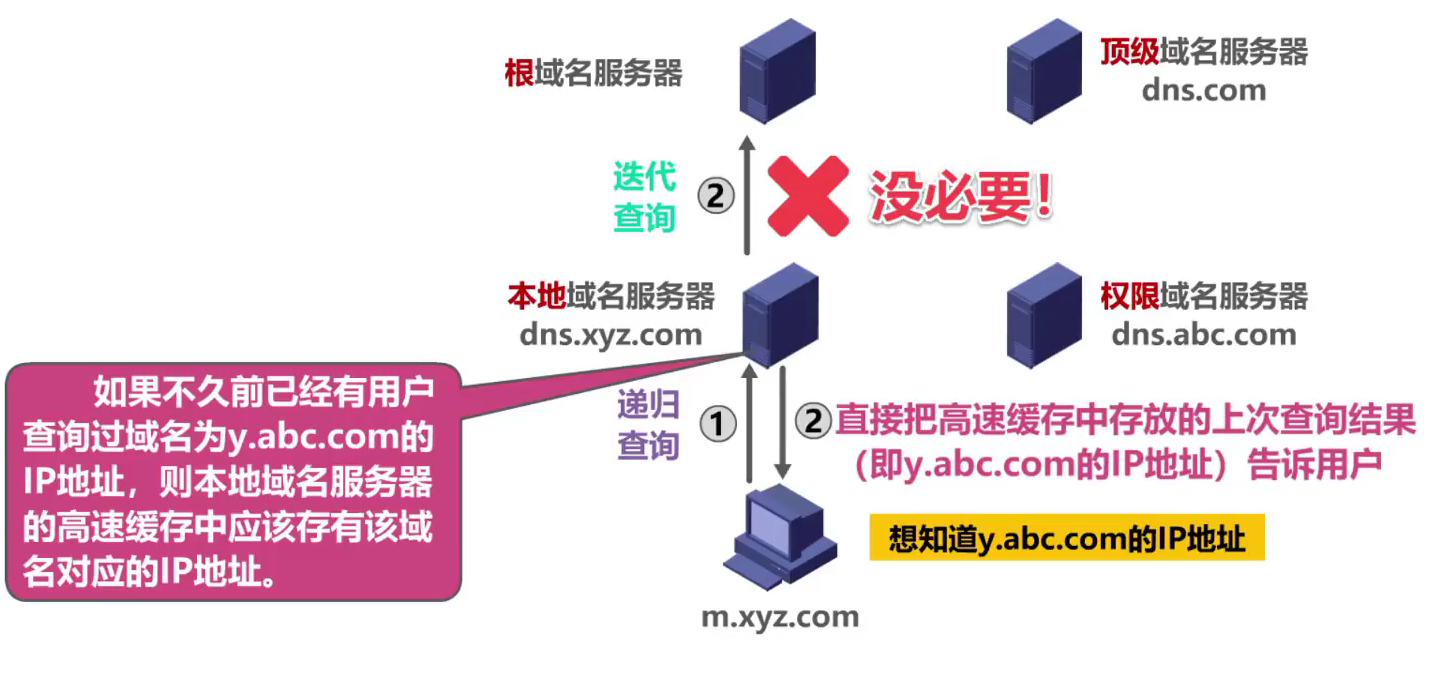 根域名服务器
顶级域名服务器
dns.com
迭代
查询
②
没必要！
本地域名服务器
dns.xyz.com
权限域名服务器
dns.abc.com
如果不久前已经有用户
查询过域名为y.abc.com的
IP地址，则本地域名服务器
的高速缓存中应该存有该域
名对应的IP地址。
递归
查询
①
②直接把高速缓存中存放的上次查询结果
（即y.abc.com的IP地址）告诉用户
想知道y.abc.com的IP地址
m.xyz.com